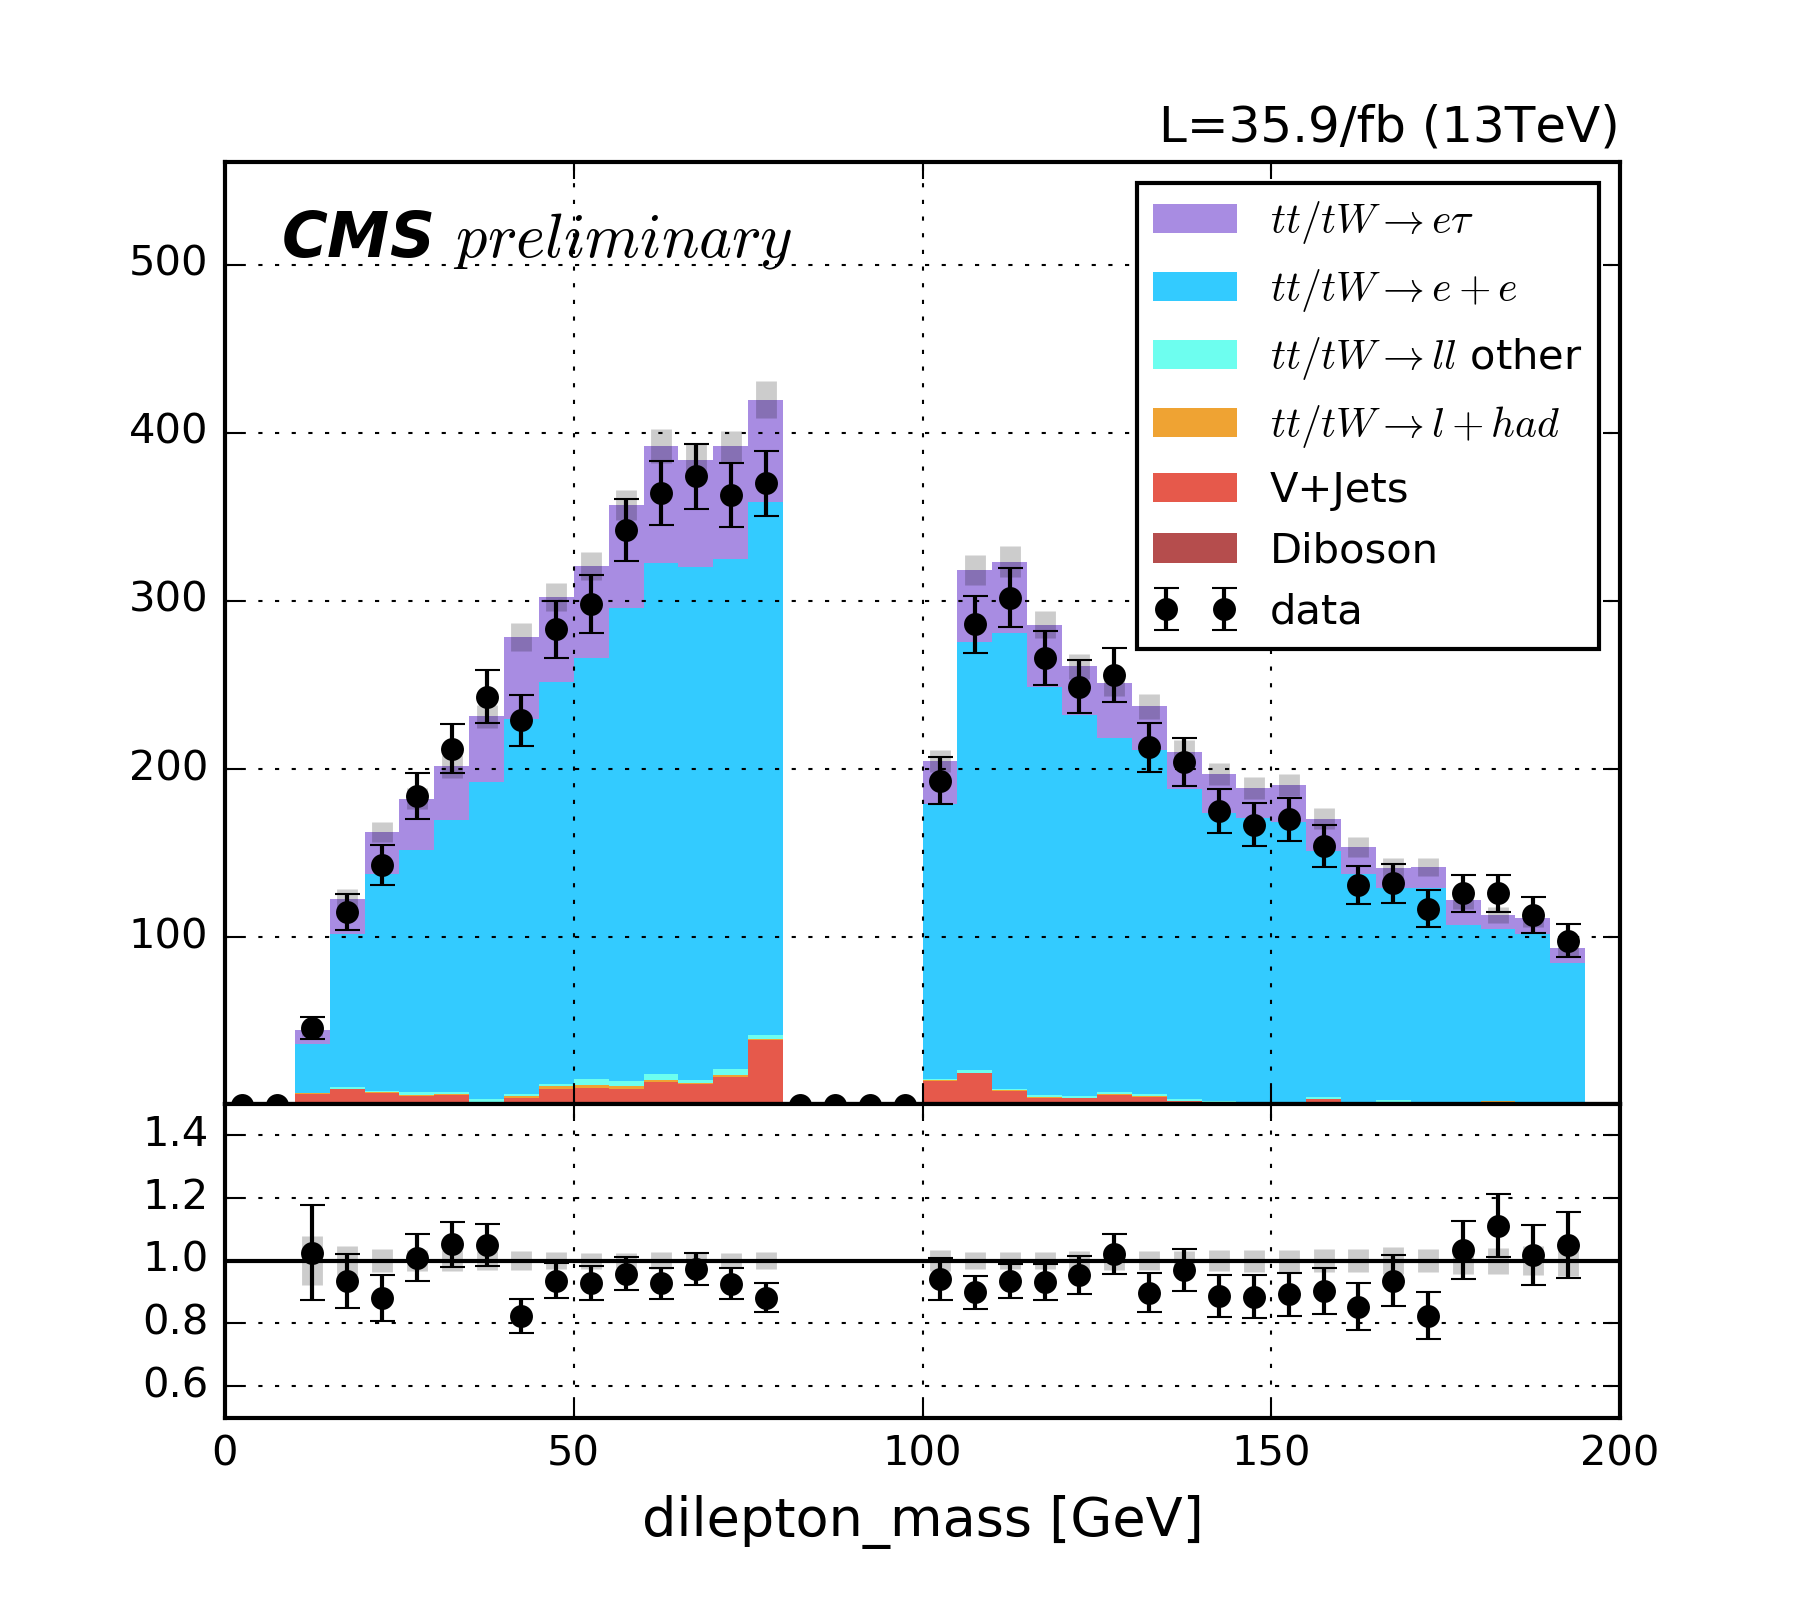 L=35.9/fb (13TeV)
CMS preliminary
500
400
300
200
100
tt/tW → eτ
tt/tW → e + e
tt/tW → ll other
tt/tW → l + had
V+Jets
Diboson
data
1.4
1.2
1.0
0.8
0.6
0 50 100 150 200
dilepton_mass [GeV]